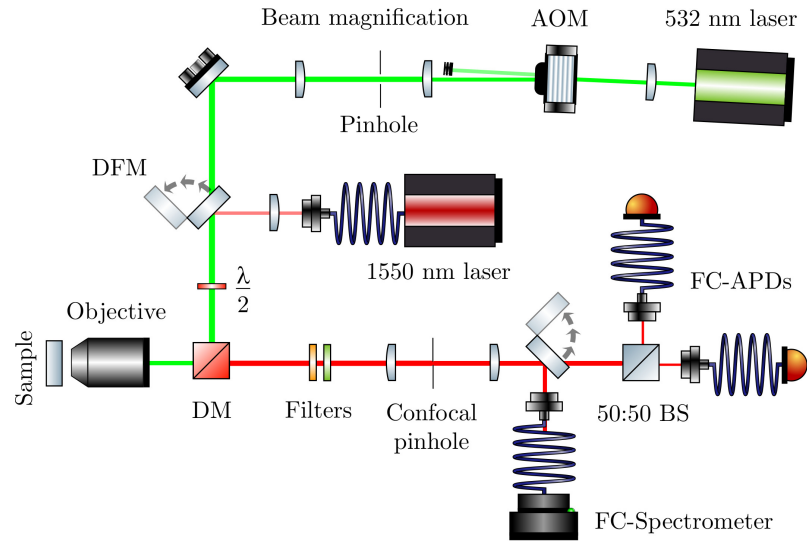 Beam magnification
AOM
532 nm laser
Pinhole
DFM
1550 nm laser
λ
2
Objective
FC-APDs
Sample
DM
Filters
Confocal
pinhole
50:50 BS
FC-Spectrometer